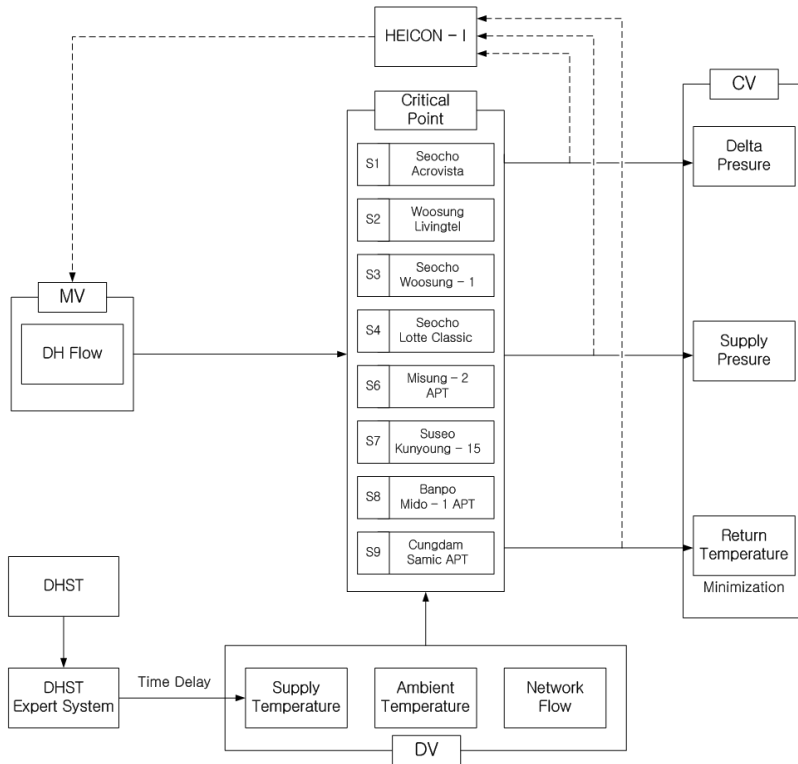 HEICON - I
CV
Critical
Point
S1
Seocho
Acrovista
Delta
Presure
S2
Woosung
Livingtel
S3
Seocho
Woosung - 1
MV
DH Flow
S4
Seocho
Lotte Classic
Supply
Presure
S6
Misung - 2
APT
S7
Suseo
Kunyoung - 15
S8
Banpo
Mido - 1 APT
S9
Cungdam
Samic APT
Return
Temperature
Minimization
DHST
DHST
Expert System
Time Delay
Supply
Temperature
Ambient
Temperature
Network
Flow
DV